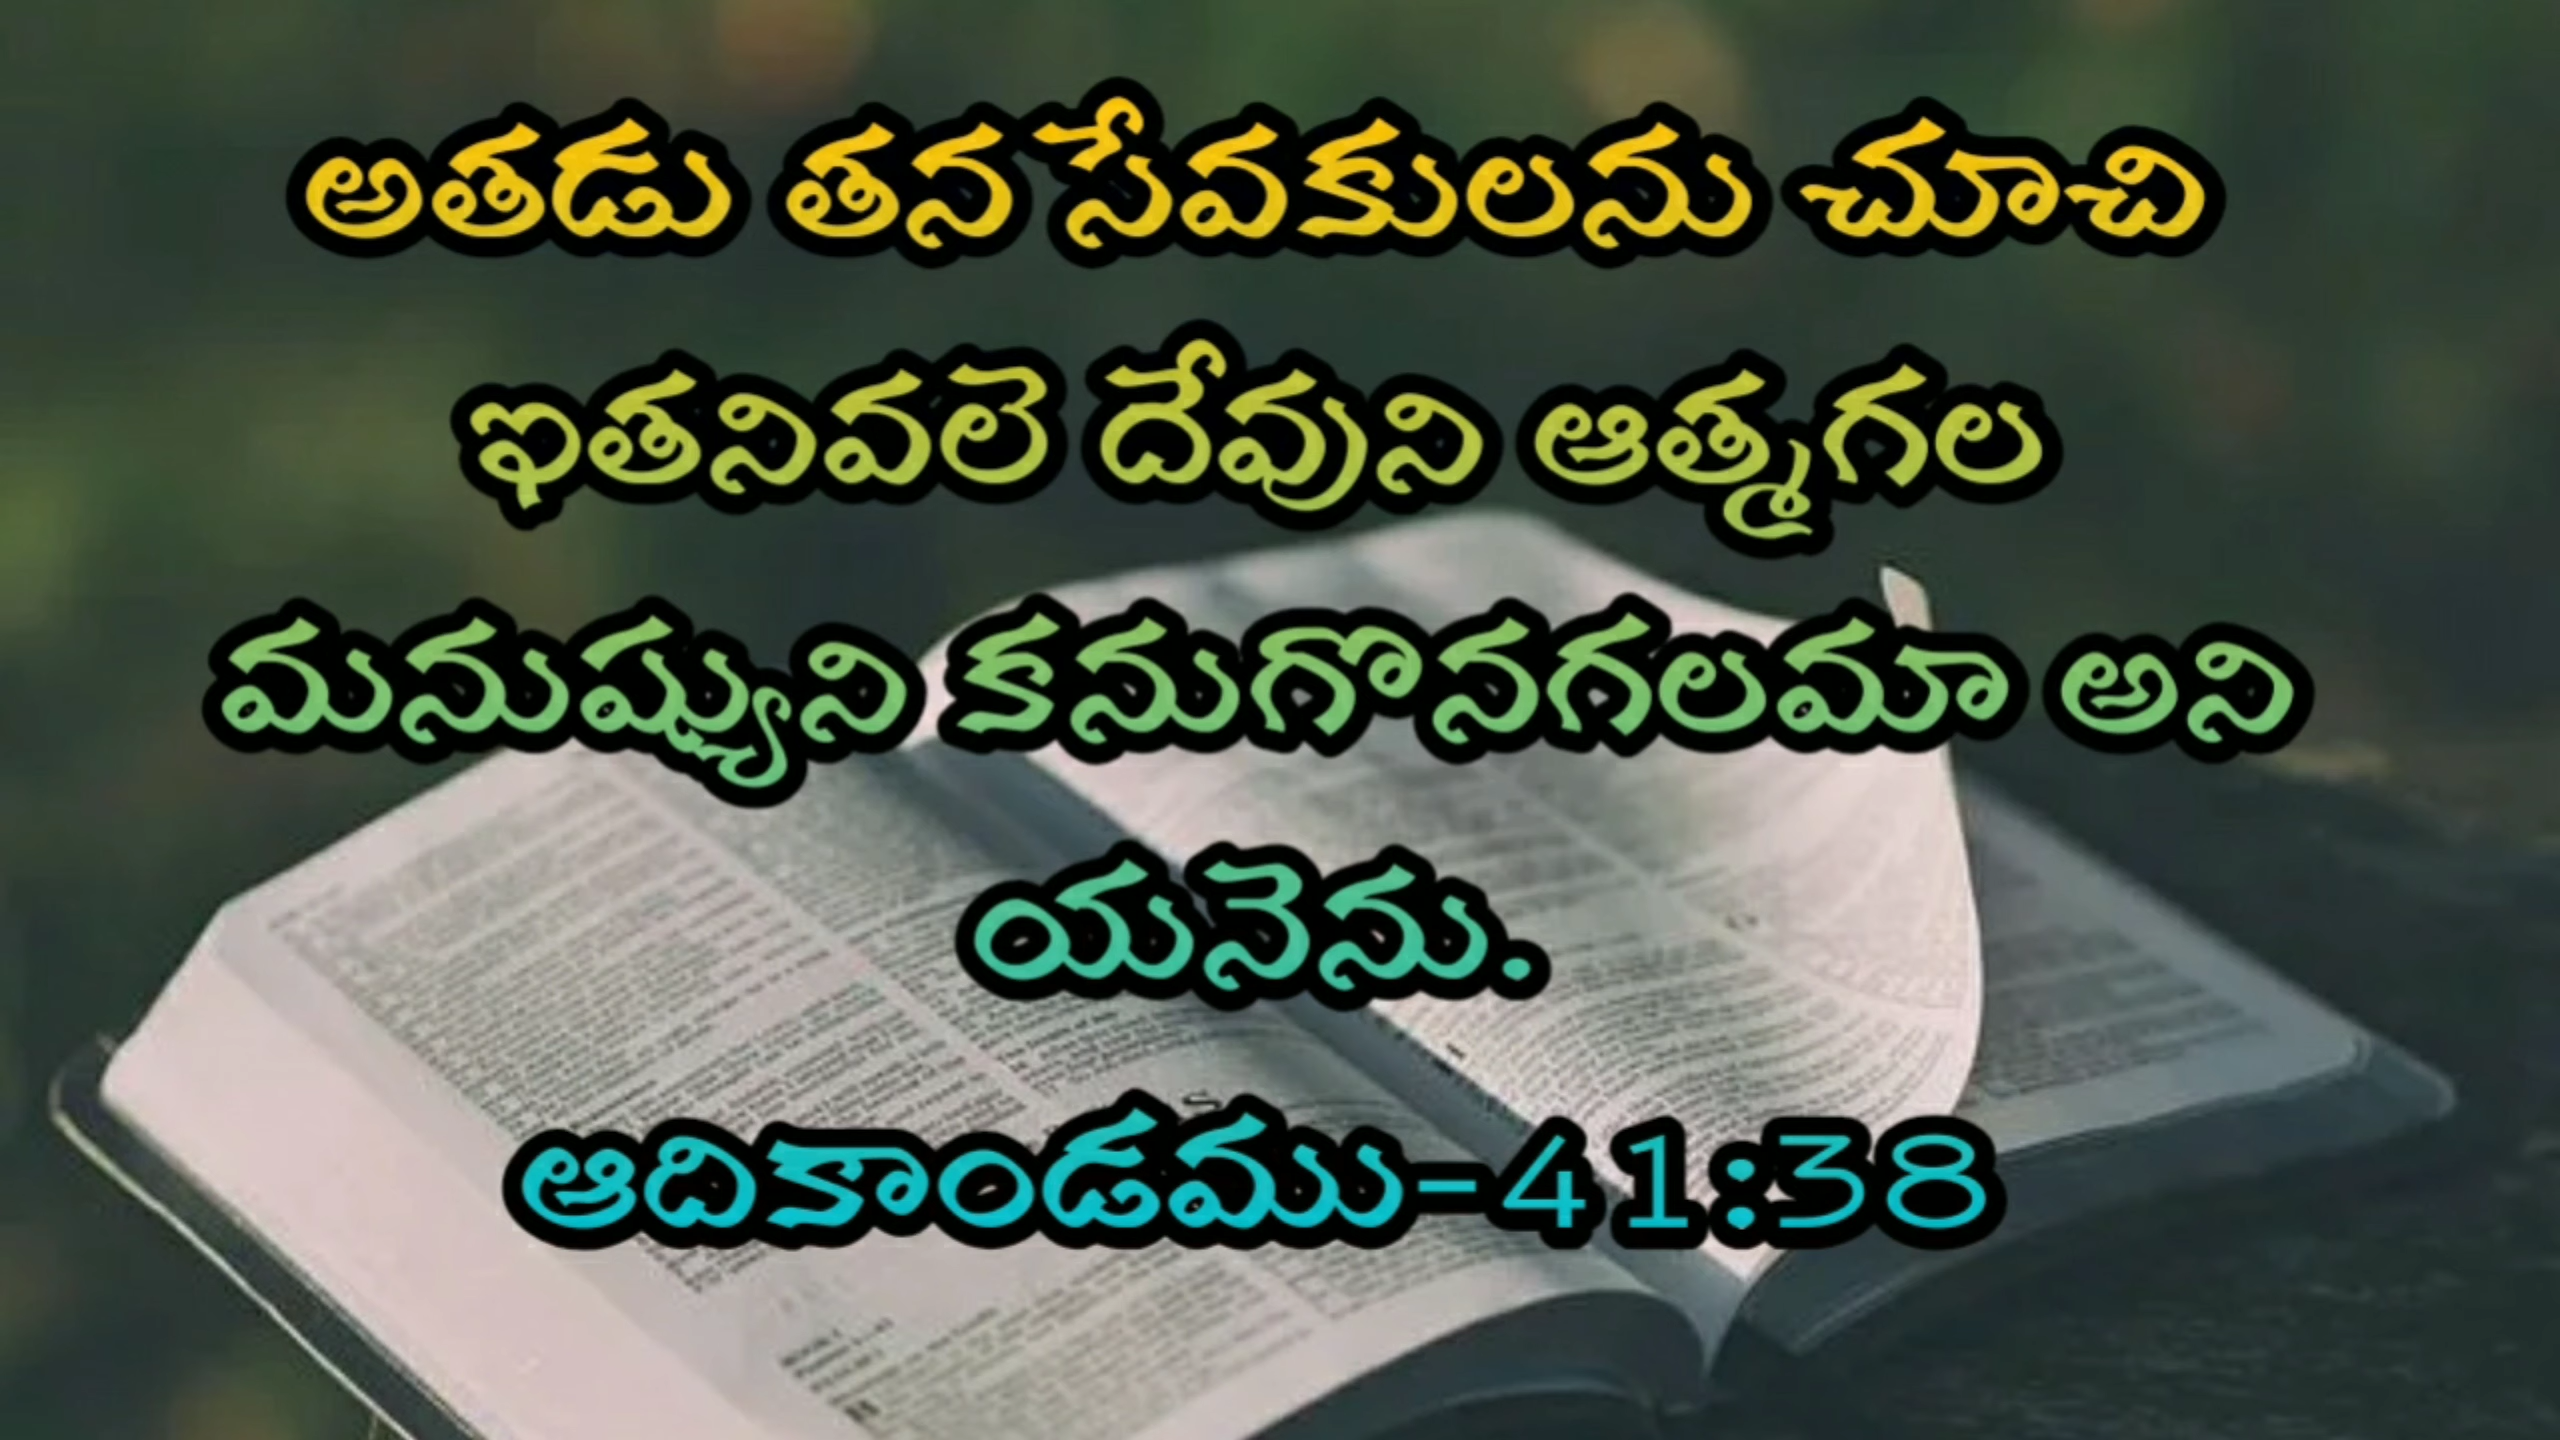 అతడు తన సేవకులను చూచి
ఇతనివలె దేవుని ఆత్మగల
మనుష్యుని కనుగొనగలమా అని
యనెను.
ఆదికాండము-41:38